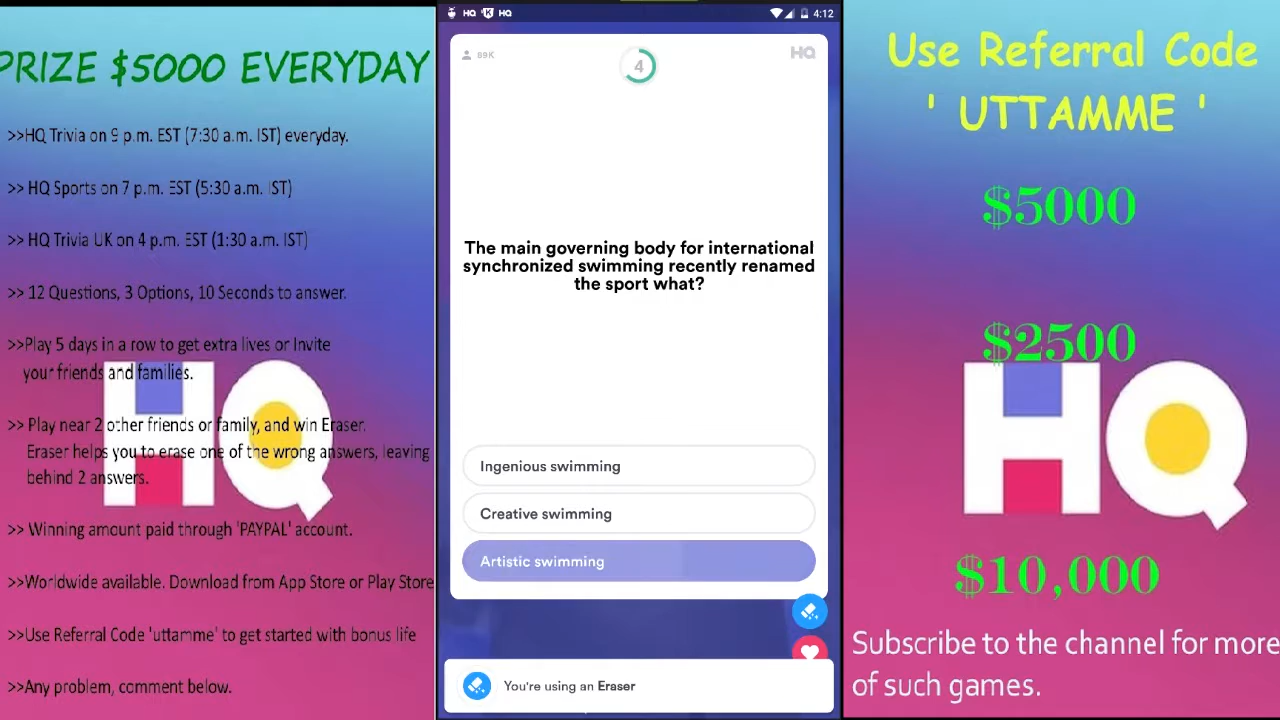 PRIZE $5000 EVERYDAY
>>HQ Trivia on 9 p.m. EST (7:30 a.m. IST) everyday.
>> HQ Sports on 7 p.m. EST (5:30 a.m. IST)
>> HQ Trivia UK on 4 p.m. EST (1:30 a.m. IST)
>> 12 Questions, 3 Options, 10 Seconds to answer.
>>Play 5 days in a row to get extra lives or Invite
your friends and families.
>> Play near 2 other friends or family, and win Eraser.
Eraser helps you to erase one of the wrong answers, leaving
behind 2 answers.
>> Winning amount paid through 'PAYPAL' account.
>>Worldwide available. Download from App Store or Play Store
>>Use Referral Code 'uttamme' to get started with bonus life
>>Any problem, comment below.
HQ
HQ K HQ 4:12
89K 4 HQ
The main governing body for international
synchronized swimming recently renamed
the sport what?
Ingenious swimming
Creative swimming
Artistic swimming
You're using an Eraser
Use Referral Code
' UTTAMME '
$5000
$2500
HQ
$10,000
Subscribe to the channel for more
of such games.